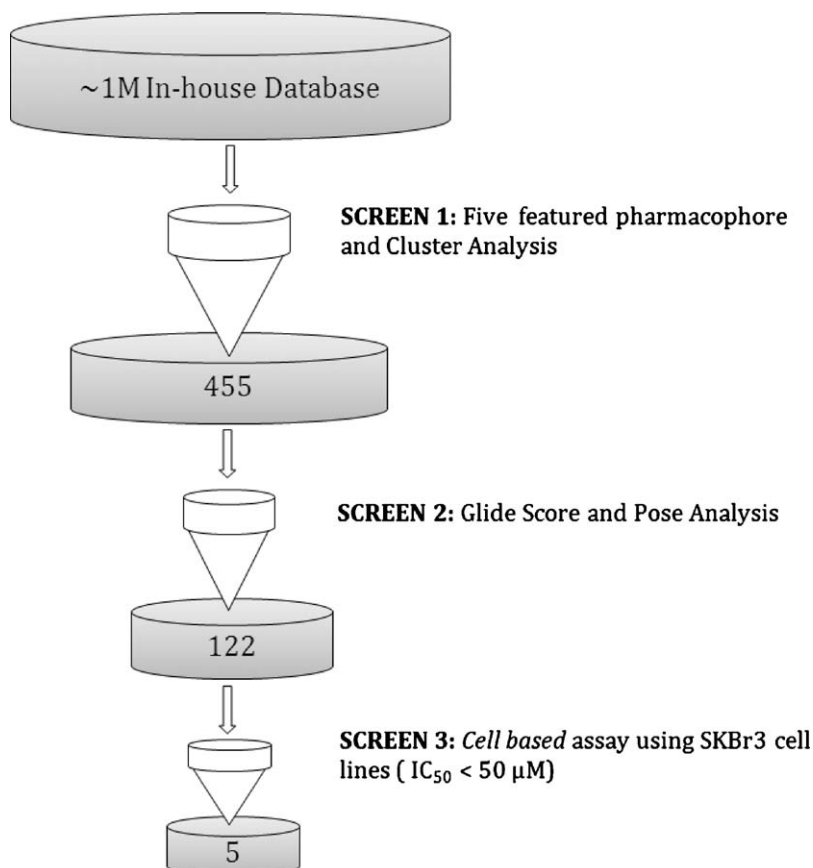 ~1M In-house Database
SCREEN 1: Five featured pharmacophore
and Cluster Analysis
455
SCREEN 2: Glide Score and Pose Analysis
122
SCREEN 3: Cell based assay using SKBr3 cell
lines ( IC₅₀ < 50 µM)
5